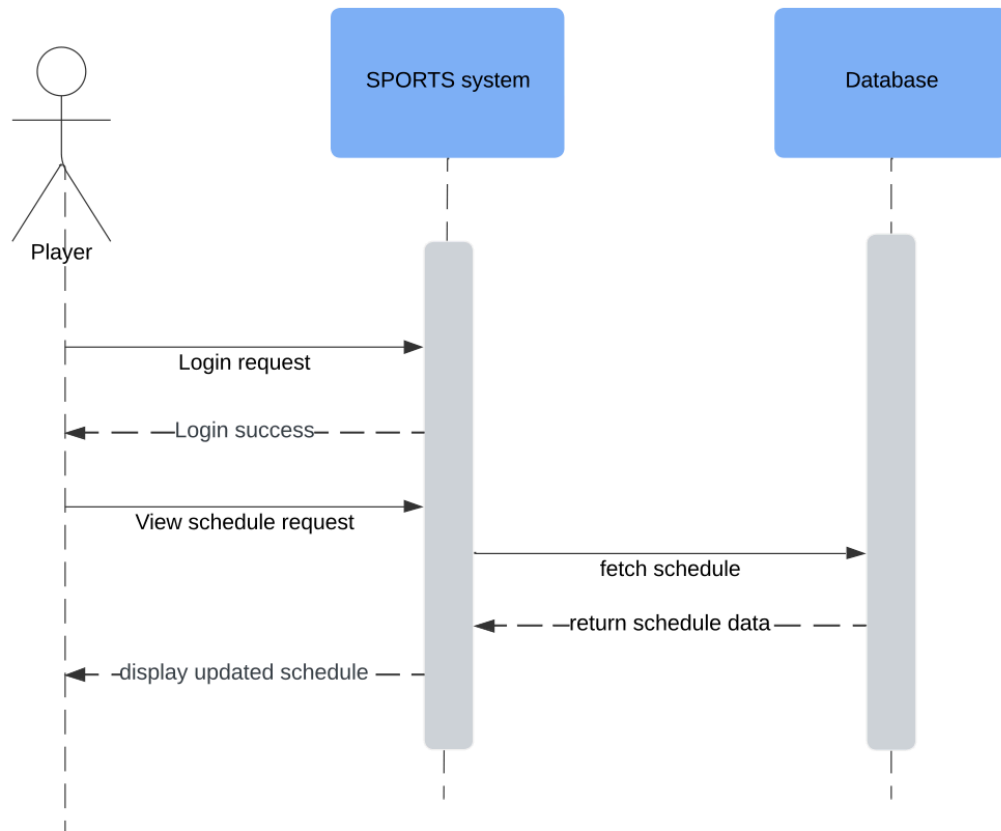 SPORTS system
Database
Player
Login request
Login success
View schedule request
fetch schedule
return schedule data
display updated schedule